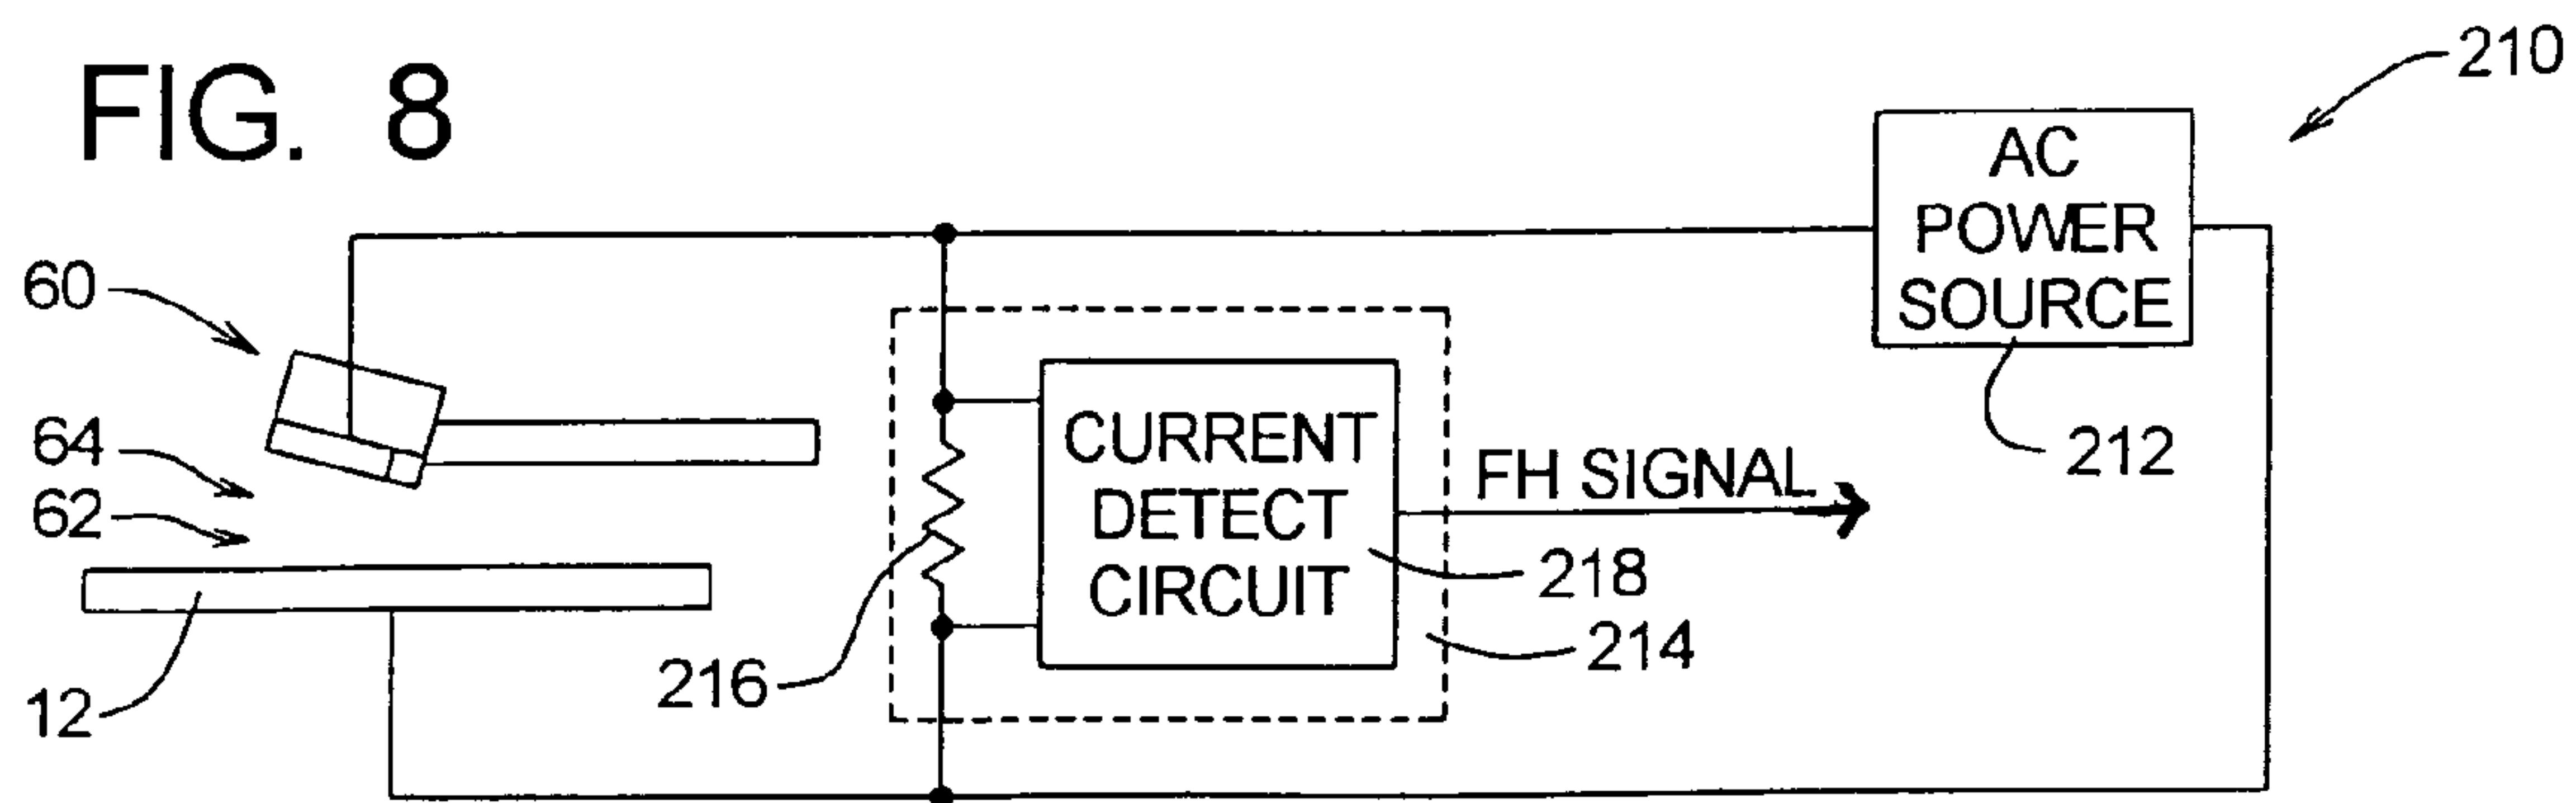 FIG. 8
210
AC
POWER
SOURCE
60
64
62
CURRENT
DETECT
CIRCUIT
FH SIGNAL
212
218
216
214
12